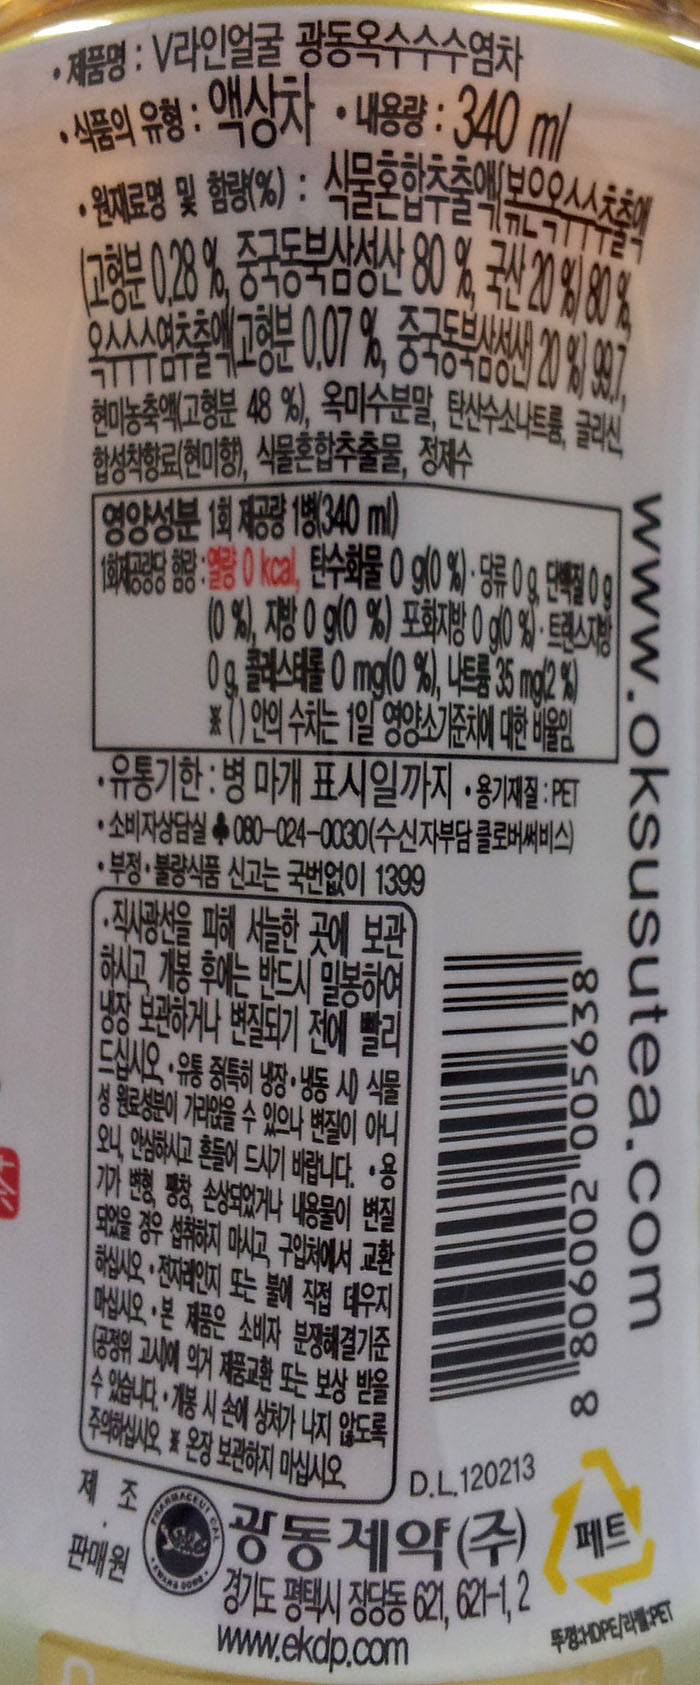 •제품명 : V라인얼굴 광동옥수수수염차
•식품의 유형 : 액상차 •내용량 : 340 ml
•원재료명 및 함량(%) : 식물혼합추출액(볶은옥수수추출액
(고형분 0.28 %, 중국동북삼성산 80 %, 국산 20 %) 80 %,
옥수수수염추출액(고형분 0.07 %, 중국동북삼성산) 20 %) 99.7,
현미농축액(고형분 48 %), 옥미수분말, 탄산수소나트륨, 글리신,
합성착향료(현미향), 식물혼합추출물, 정제수
영양성분 1회 제공량 1병(340 ml)
1회제공량당 함량 : 열량 0 kcal, 탄수화물 0 g(0 %)·당류 0 g, 단백질 0 g
(0 %), 지방 0 g(0 %) 포화지방 0 g(0 %)·트랜스지방
0 g, 콜레스테롤 0 mg(0 %), 나트륨 35 mg(2 %)
※ ( ) 안의 수치는 1일 영양소기준치에 대한 비율임
•유통기한 : 병 마개 표시일까지 •용기재질 : PET
•소비자상담실 ♣ 080-024-0030(수신자부담 클로버써비스)
•부정·불량식품 신고는 국번없이 1399
•직사광선을 피해 서늘한 곳에 보관
하시고, 개봉 후에는 반드시 밀봉하여
냉장 보관하거나 변질되기 전에 빨리
드십시오. •유통 중(특히 냉장·냉동 시) 식물
성 원료성분이 가라앉을 수 있으나 변질이 아니
오니, 안심하시고 흔들어 드시기 바랍니다. •용
기가 변형, 팽창, 손상되었거나 내용물이 변질
되었을 경우 섭취하지 마시고, 구입처에서 교환
하십시오. •전자레인지 또는 불에 직접 데우지
마십시오. •본 제품은 소비자 분쟁해결기준
(공정위 고시)에 의거 제품교환 또는 보상 받을
수 있습니다. •개봉 시 손에 상처가 나지 않도록
주의하십시오. ※ 온장 보관하지 마십시오.
www.oksusutea.com
8 806002 005938
D.L.120213
제 조
·
판매원
PHARMACEUTICAL
KWANG DONG
광동제약(주)
경기도 평택시 장당동 621, 621-1, 2
www.ekdp.com
페트
뚜껑:HDPE/라벨:PET